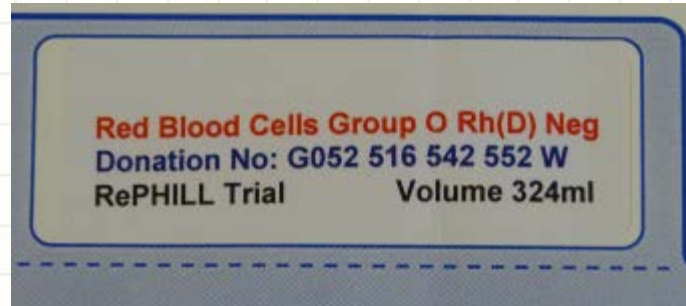 Red Blood Cells Group O Rh(D) Neg
Donation No: G052 516 542 552 W
RePHILL Trial Volume 324ml